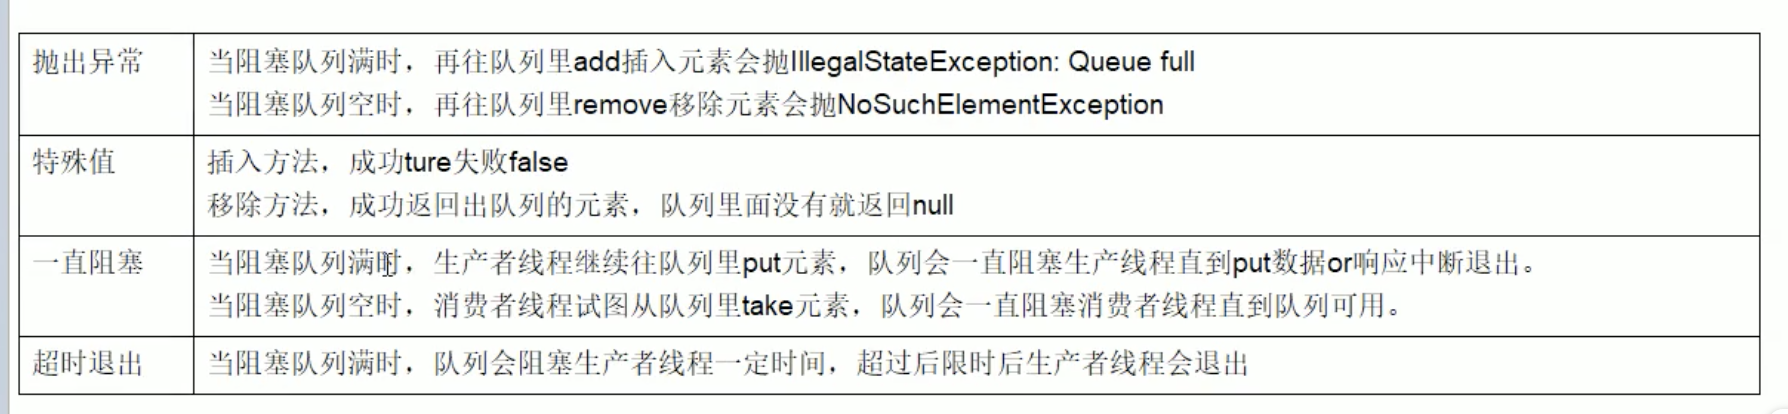 抛出异常
当阻塞队列满时，再往队列里add插入元素会抛IllegalStateException: Queue full
当阻塞队列空时，再往队列里remove移除元素会抛NoSuchElementException
特殊值
插入方法，成功ture失败false
移除方法，成功返回出队列的元素，队列里面没有就返回null
一直阻塞
当阻塞队列满时，生产者线程继续往队列里put元素，队列会一直阻塞生产线程直到put数据or响应中断退出。
当阻塞队列空时，消费者线程试图从队列里take元素，队列会一直阻塞消费者线程直到队列可用。
超时退出
当阻塞队列满时，队列会阻塞生产者线程一定时间，超过后限时后生产者线程会退出